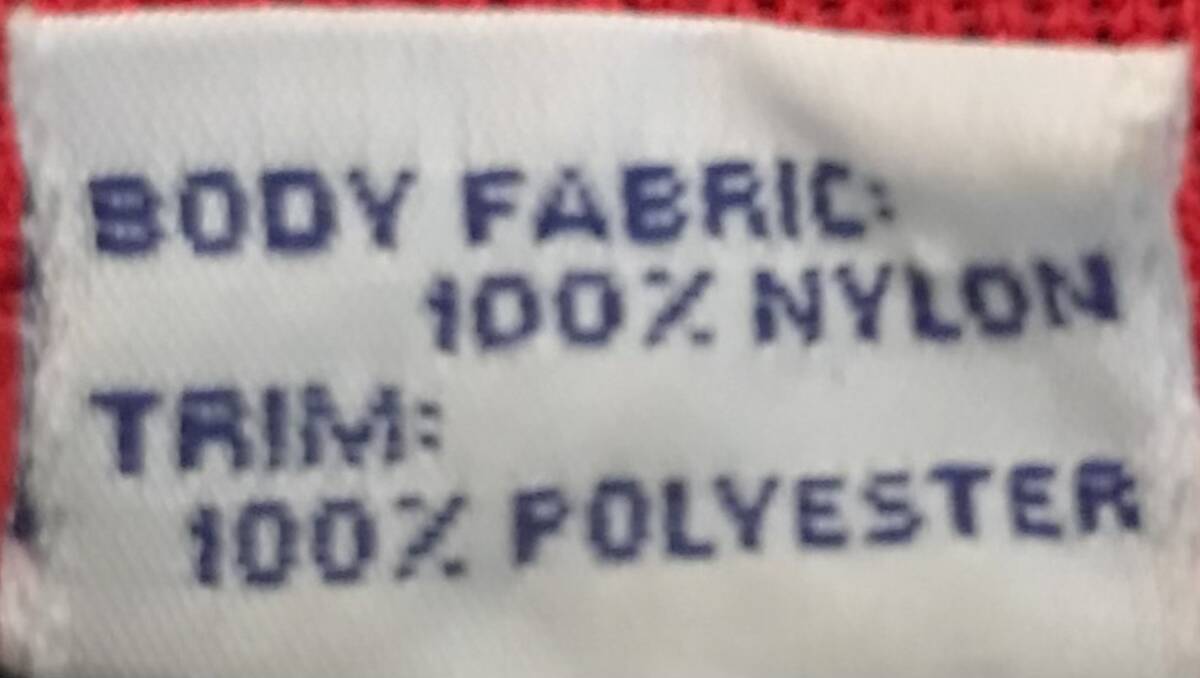 BODY FABRIC:
100% NYLON
TRIM:
100% POLYESTER